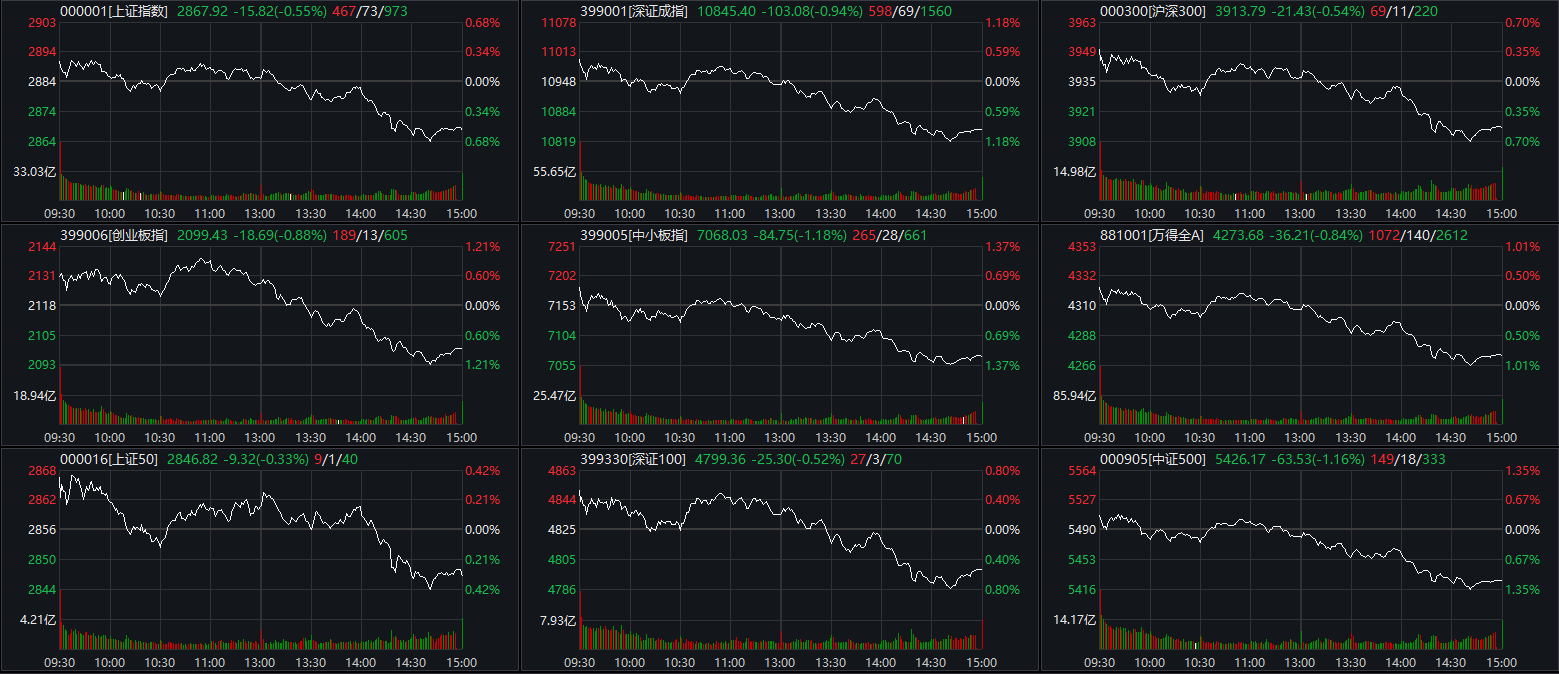 000001[上证指数] 2867.92 -15.82(-0.55%) 467/73/973
2903 0.68%
2894 0.34%
2884 0.00%
2874 0.34%
2864 0.68%
33.03亿
09:30 10:00 10:30 11:00 13:00 13:30 14:00 14:30 15:00
399001[深证成指] 10845.40 -103.08(-0.94%) 598/69/1560
11078 1.18%
11013 0.59%
10948 0.00%
10884 0.59%
10819 1.18%
55.65亿
09:30 10:00 10:30 11:00 13:00 13:30 14:00 14:30 15:00
000300[沪深300] 3913.79 -21.43(-0.54%) 69/11/220
3963 0.70%
3949 0.35%
3935 0.00%
3921 0.35%
3908 0.70%
14.98亿
09:30 10:00 10:30 11:00 13:00 13:30 14:00 14:30 15:00
399006[创业板指] 2099.43 -18.69(-0.88%) 189/13/605
2144 1.21%
2131 0.60%
2118 0.00%
2105 0.60%
2093 1.21%
18.94亿
09:30 10:00 10:30 11:00 13:00 13:30 14:00 14:30 15:00
399005[中小板指] 7068.03 -84.75(-1.18%) 265/28/661
7251 1.37%
7202 0.69%
7153 0.00%
7104 0.69%
7055 1.37%
25.47亿
09:30 10:00 10:30 11:00 13:00 13:30 14:00 14:30 15:00
881001[万得全A] 4273.68 -36.21(-0.84%) 1072/140/2612
4353 1.01%
4332 0.50%
4310 0.00%
4288 0.50%
4266 1.01%
85.94亿
09:30 10:00 10:30 11:00 13:00 13:30 14:00 14:30 15:00
000016[上证50] 2846.82 -9.32(-0.33%) 9/1/40
2868 0.42%
2862 0.21%
2856 0.00%
2850 0.21%
2844 0.42%
4.21亿
09:30 10:00 10:30 11:00 13:00 13:30 14:00 14:30 15:00
399330[深证100] 4799.36 -25.30(-0.52%) 27/3/70
4863 0.80%
4844 0.40%
4825 0.00%
4805 0.40%
4786 0.80%
7.93亿
09:30 10:00 10:30 11:00 13:00 13:30 14:00 14:30 15:00
000905[中证500] 5426.17 -63.53(-1.16%) 149/18/333
5564 1.35%
5527 0.67%
5490 0.00%
5453 0.67%
5416 1.35%
14.17亿
09:30 10:00 10:30 11:00 13:00 13:30 14:00 14:30 15:00